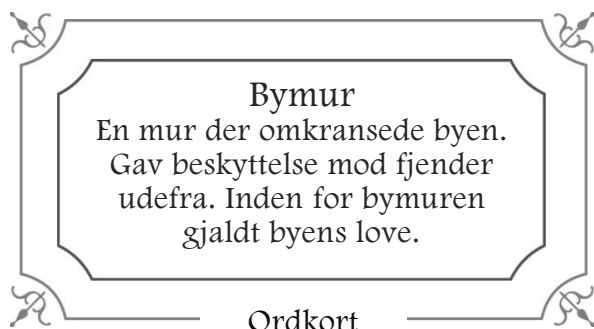 Bymur
En mur der omkransede byen.
Gav beskyttelse mod fjender
udefra. Inden for bymuren
gjaldt byens love.
Ordkort